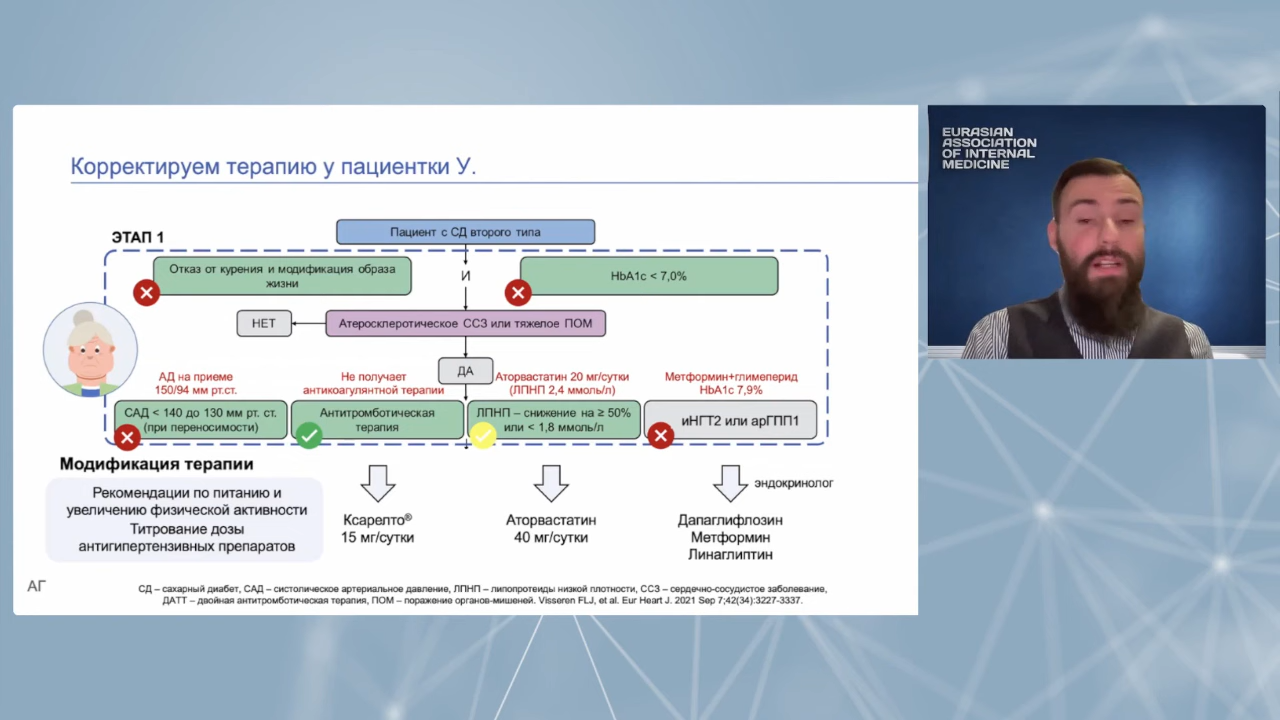 Корректируем терапию у пациентки У.
ЭТАП 1
Пациент с СД второго типа
Отказ от курения и модификация образа
жизни
И
HbA1c < 7,0%
НЕТ
Атеросклеротическое ССЗ или тяжелое ПОМ
ДА
АД на приеме
150/94 мм рт.ст.
Не получает
антикоагулянтной терапии
Аторвастатин 20 мг/сутки
(ЛПНП 2,4 ммоль/л)
Метформин+глимеперид
HbA1c 7,9%
САД < 140 до 130 мм рт. ст.
(при переносимости)
Антитромботическая
терапия
ЛПНП – снижение на ≥ 50%
или < 1,8 ммоль/л
иНГТ2 или арГПП1
Модификация терапии
Рекомендации по питанию и
увеличению физической активности
Титрование дозы
антигипертензивных препаратов
Ксарелто®
15 мг/сутки
Аторвастатин
40 мг/сутки
эндокринолог
Дапаглифлозин
Метформин
Линаглиптин
АГ
СД – сахарный диабет, САД – систолическое артериальное давление, ЛПНП – липопротеиды низкой плотности, ССЗ – сердечно-сосудистое заболевание,
ДАТТ – двойная антитромботическая терапия, ПОМ – поражение органов-мишеней. Visseren FLJ, et al. Eur Heart J. 2021 Sep 7;42(34):3227-3337.
EURASIAN
ASSOCIATION
OF INTERNAL
MEDICINE